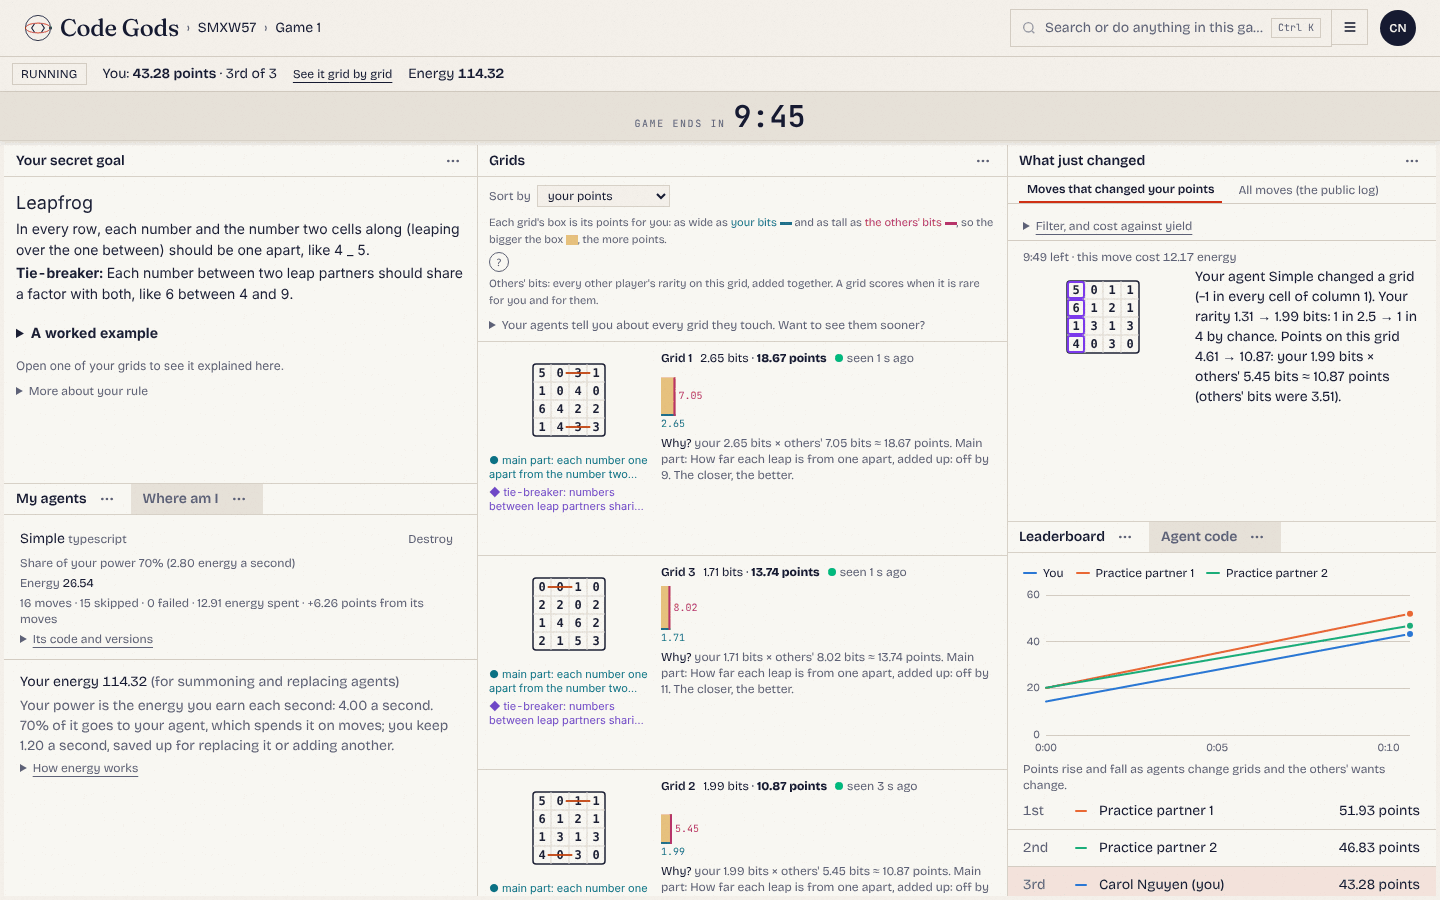 Code Gods › SMXW57 › Game 1
Search or do anything in this ga... Ctrl K
CN
RUNNING You: 43.28 points · 3rd of 3 See it grid by grid Energy 114.32
GAME ENDS IN 9:45
Your secret goal
Leapfrog
In every row, each number and the number two cells along (leaping
over the one between) should be one apart, like 4 _ 5.
Tie-breaker: Each number between two leap partners should share
a factor with both, like 6 between 4 and 9.
A worked example
Open one of your grids to see it explained here.
More about your rule
My agents
Where am I
Simple typescript
Destroy
Share of your power 70% (2.80 energy a second)
Energy 26.54
16 moves · 15 skipped · 0 failed · 12.91 energy spent · +6.26 points from its
moves
Its code and versions
Your energy 114.32 (for summoning and replacing agents)
Your power is the energy you earn each second: 4.00 a second.
70% of it goes to your agent, which spends it on moves; you keep
1.20 a second, saved up for replacing it or adding another.
How energy works
Grids
Sort by your points
Each grid's box is its points for you: as wide as your bits and as tall as the others' bits, so the
bigger the box, the more points.
?
Others' bits: every other player's rarity on this grid, added together. A grid scores when it is rare
for you and for them.
Your agents tell you about every grid they touch. Want to see them sooner?
5 0 3 1
1 0 4 0
6 4 2 2
1 4 3 3
main part: each number one
apart from the number two...
tie-breaker: numbers
between leap partners shari...
Grid 1 2.65 bits · 18.67 points seen 1 s ago
7.05
2.65
Why? your 2.65 bits × others' 7.05 bits ≈ 18.67 points. Main
part: How far each leap is from one apart, added up: off by
9. The closer, the better.
0 0 1 0
2 2 0 2
1 4 6 2
2 1 5 3
main part: each number one
apart from the number two...
tie-breaker: numbers
between leap partners shari...
Grid 3 1.71 bits · 13.74 points seen 1 s ago
8.02
1.71
Why? your 1.71 bits × others' 8.02 bits ≈ 13.74 points. Main
part: How far each leap is from one apart, added up: off by
11. The closer, the better.
5 0 1 1
6 1 2 1
1 3 1 3
4 0 3 0
main part: each number one
Grid 2 1.99 bits · 10.87 points seen 3 s ago
5.45
1.99
Why? your 1.99 bits × others' 5.45 bits ≈ 10.87 points. Main
part: How far each leap is from one apart, added up: off by
What just changed
Moves that changed your points
All moves (the public log)
Filter, and cost against yield
9:49 left · this move cost 12.17 energy
5 0 1 1
6 1 2 1
1 3 1 3
4 0 3 0
Your agent Simple changed a grid
(−1 in every cell of column 1). Your
rarity 1.31 → 1.99 bits: 1 in 2.5 → 1 in
4 by chance. Points on this grid
4.61 → 10.87: your 1.99 bits ×
others' 5.45 bits ≈ 10.87 points
(others' bits were 3.51).
Leaderboard
Agent code
You Practice partner 1 Practice partner 2
60
40
20
0
0:00 0:05 0:10
Points rise and fall as agents change grids and the others' wants
change.
1st Practice partner 1 51.93 points
2nd Practice partner 2 46.83 points
3rd Carol Nguyen (you) 43.28 points